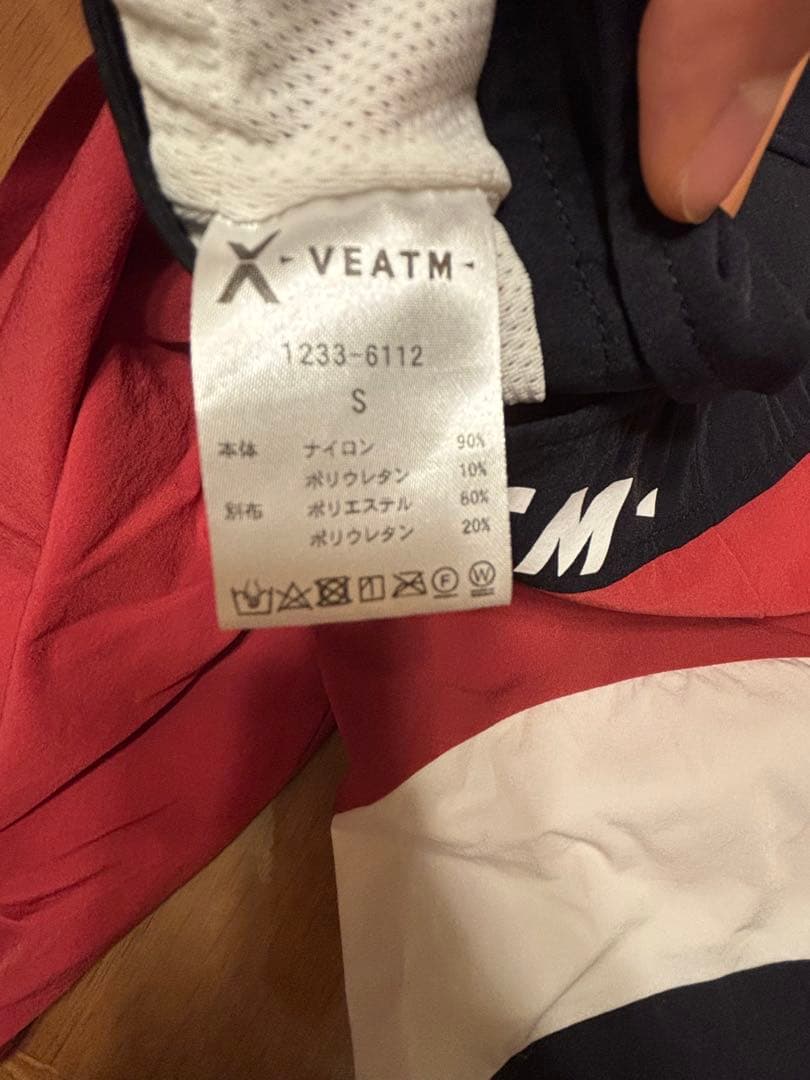 VEATM
1233-6112
S
本体 ナイロン 90%
ポリウレタン 10%
別布 ポリエステル 80%
ポリウレタン 20%
F W
TM